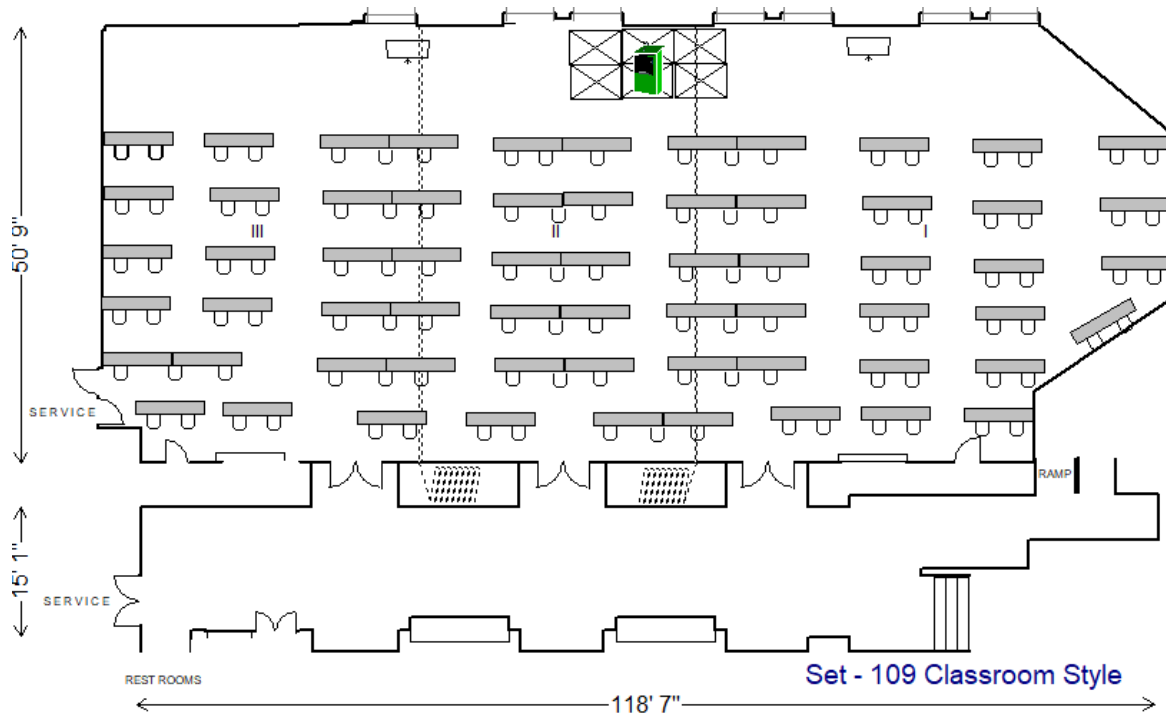 50' 9"
III
II
I
SERVICE
RAMP
15' 1"
SERVICE
REST ROOMS
Set - 109 Classroom Style
118' 7"